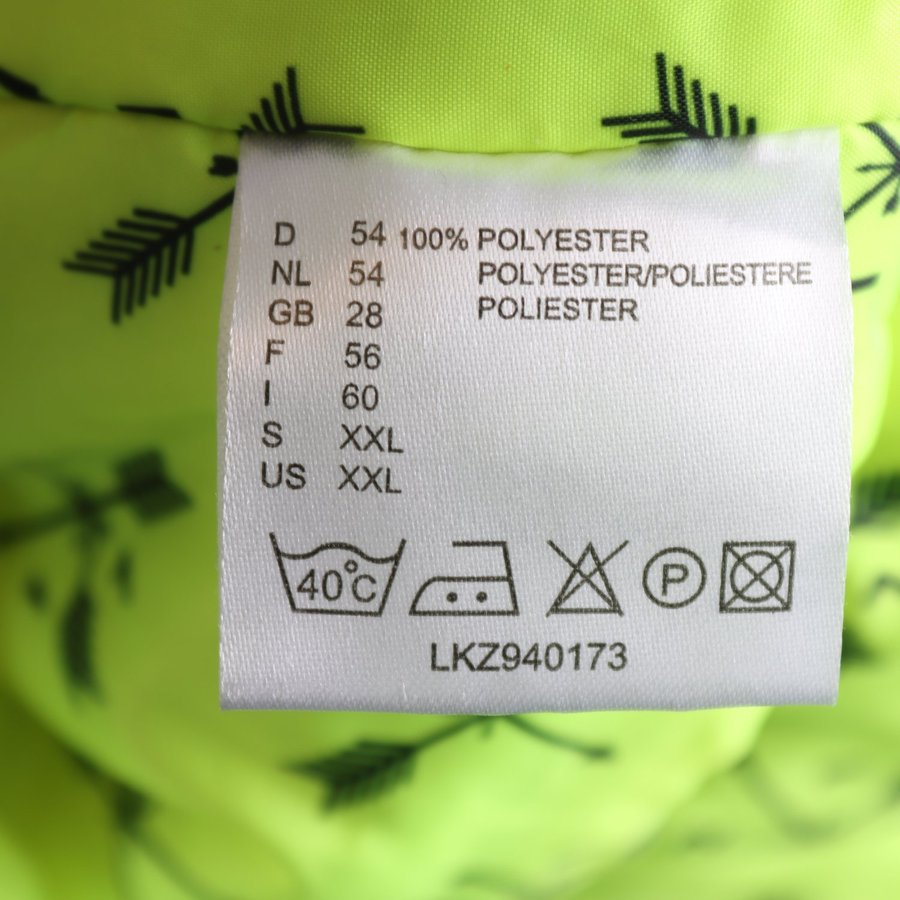 D 54 100% POLYESTER
NL 54 POLYESTER/POLIESTERE
GB 28 POLIESTER
F 56
I 60
S XXL
US XXL
40°C P
LKZ940173